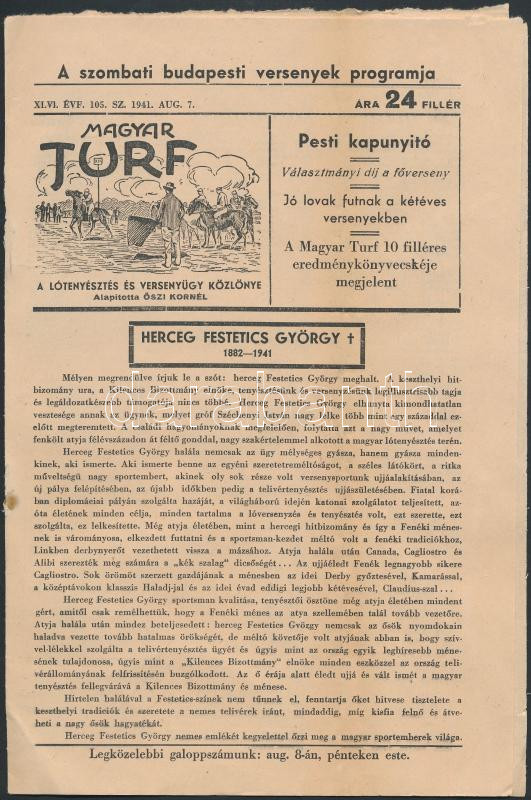 A szombati budapesti versenyek programja
XLVI. ÉVF. 105. SZ. 1941. AUG. 7.
ÁRA 24 FILLÉR
MAGYAR
TURF
A LÓTENYÉSZTÉS ÉS VERSENYÜGY KÖZLÖNYE
Alapította ŐSZI KORNÉL
Pesti kapunyitó
Választmányi díj a főverseny
Jó lovak futnak a kétéves
versenyekben
A Magyar Turf 10 filléres
eredménykönyvecskéje
megjelent
HERCEG FESTETICS GYÖRGY †
1882—1941
Mélyen megrendülve írjuk le a szót: herceg Festetics György meghalt. A keszthelyi hit-
bizomány ura, a Kilences Bizottmány elnöke, tenyésztésünk és versenyzésünk legillusztrisebb tagja
és legáldozatkészebb támogatója nincs többé. Herceg Festetics György elhunyta kimondhatatlan
vesztesége annak az ügynek, melyet gróf Széchenyi István nagy lelke több mint egy századdal ez-
előtt megteremtett. A családi hagyományoknak megfelelően, folytatta azt a nagy művet, amelyet
fenkölt atyja félévszázadon át féltő gonddal, nagy szakértelemmel alkotott a magyar lótenyésztés terén.
Herceg Festetics György halála nemcsak az ügy mélységes gyásza, hanem gyásza minden-
kinek, aki ismerte. Aki ismerte benne az egyéni szeretetreméltóságot, a széles látókört, a ritka
műveltségű nagy sportembert, akinek oly sok része volt versenysportunk ujjáalakításában, az
új pálya felépítésében, az újabb időkben pedig a telivértenyésztés ujjászületésében. Fiatal korá-
ban diplomáciai pályán szolgálta hazáját, a világháború idején katonai szolgálatot teljesített, az-
óta életének minden célja, minden tartalma a lóversenyzés és tenyésztés volt, ezt szerette, ezt
szolgálta, ez lelkesítette. Még atyja életében, mint a hercegi hitbizomány és így a Fenéki ménes-
nek is várományosa, elkezdett futtatni és a sportsman-kezdet méltó volt a fenéki tradiciókhoz,
Linkben derbynyerőt vezethetett vissza a mázsához. Atyja halála után Canada, Cagliostro és
Alibi szerezték meg számára a „kék szalag" dicsőségét... Az ujjáéledt Fenék legnagyobb sikere
Cagliostro. Sok örömöt szerzett gazdájának a ménesben az idei Derby győztesével, Kamarással,
a középtávokon klasszis Haladj-jal és az idei évad eddigi legjobb kétévesével, Claudius-szal...
Herceg Festetics György sportsman kvalitása, tenyésztői ösztöne még atyja életében mindent
gért, amitől csak remélhettük, hogy a Fenéki ménes az atya szellemében talál tovább vezetőre.
Atyja halála után mindez beteljesedett: herceg Festetics György nemcsak az ősök nyomdokain
haladva vezette tovább hatalmas örökségét, de méltó követője volt atyjának abban is, hogy szív-
vel-lélekkel szolgálta a telivértenyésztés ügyét és úgyis mint az ország egyik leghíresebb méne-
sének tulajdonosa, úgyis mint a „Kilences Bizottmány" elnöke minden eszközzel az ország teli-
vérállományának felfrissítésén buzgólkodott. Az ő érája alatt éledt ujjá és vált ismét a magyar
tenyésztés fellegvárává a Kilences Bizottmány és ménese.
Hirtelen halálával a Festetics-színek nem tűnnek el, fenntartja őket hitvese tisztelete a
keszthelyi tradiciók és szeretete a nemes telivérek iránt, mindaddig, míg kisfia felnő és átve-
heti a nagy ősök hagyatékát.
Herceg Festetics György nemes emlékét kegyelettel őrzi meg a magyar sportemberek világa.
Legközelebbi galoppszámunk: aug. 8-án, pénteken este.